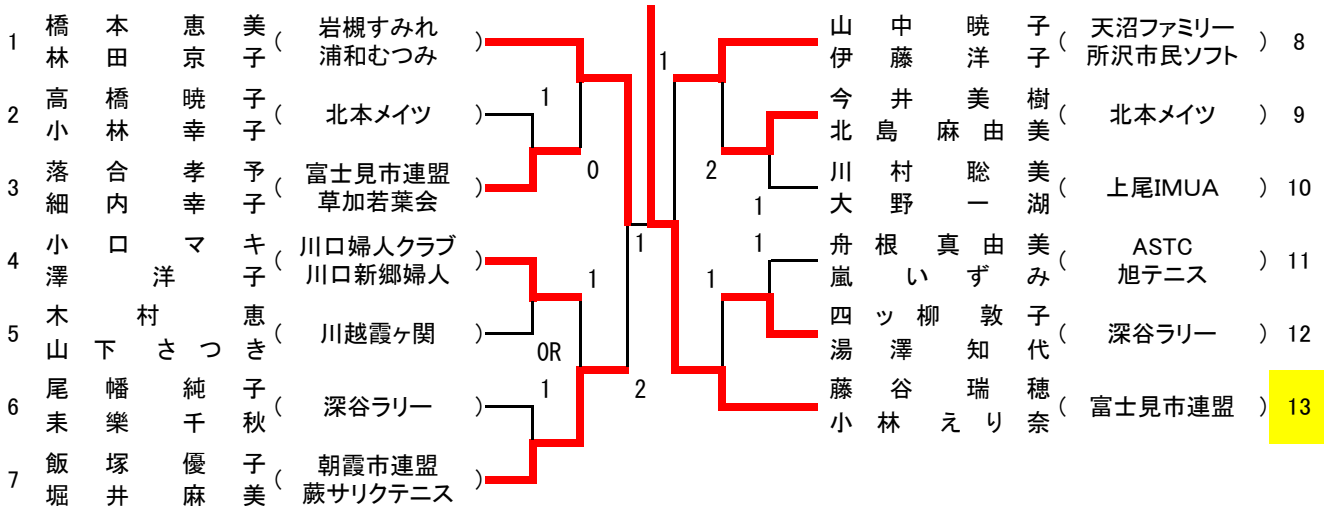 1 橋本恵美 ( 岩槻すみれ )
林田京子 浦和むつみ
2 高橋暁子 ( 北本メイツ )
小林幸子
3 落合孝予 ( 富士見市連盟 )
細内幸子 草加若葉会
4 小口マキ ( 川口婦人クラブ )
澤洋子 川口新郷婦人
5 木村恵 ( 川越霞ヶ関 )
山下さつき
6 尾幡純子 ( 深谷ラリー )
耒樂千秋
7 飯塚優子 ( 朝霞市連盟 )
堀井麻美 蕨サリクテニス
1
0
1
0R
1
2
1
1
2
1
1
1
山中暁子 ( 天沼ファミリー ) 8
伊藤洋子 所沢市民ソフト
今井美樹 ( 北本メイツ ) 9
北島麻由美
川村聡美 ( 上尾IMUA ) 10
大野一湖
舟根真由美 ( ASTC ) 11
嵐いずみ 旭テニス
四ッ柳敦子 ( 深谷ラリー ) 12
湯澤知代
藤谷瑞穂 ( 富士見市連盟 ) 13
小林えり奈